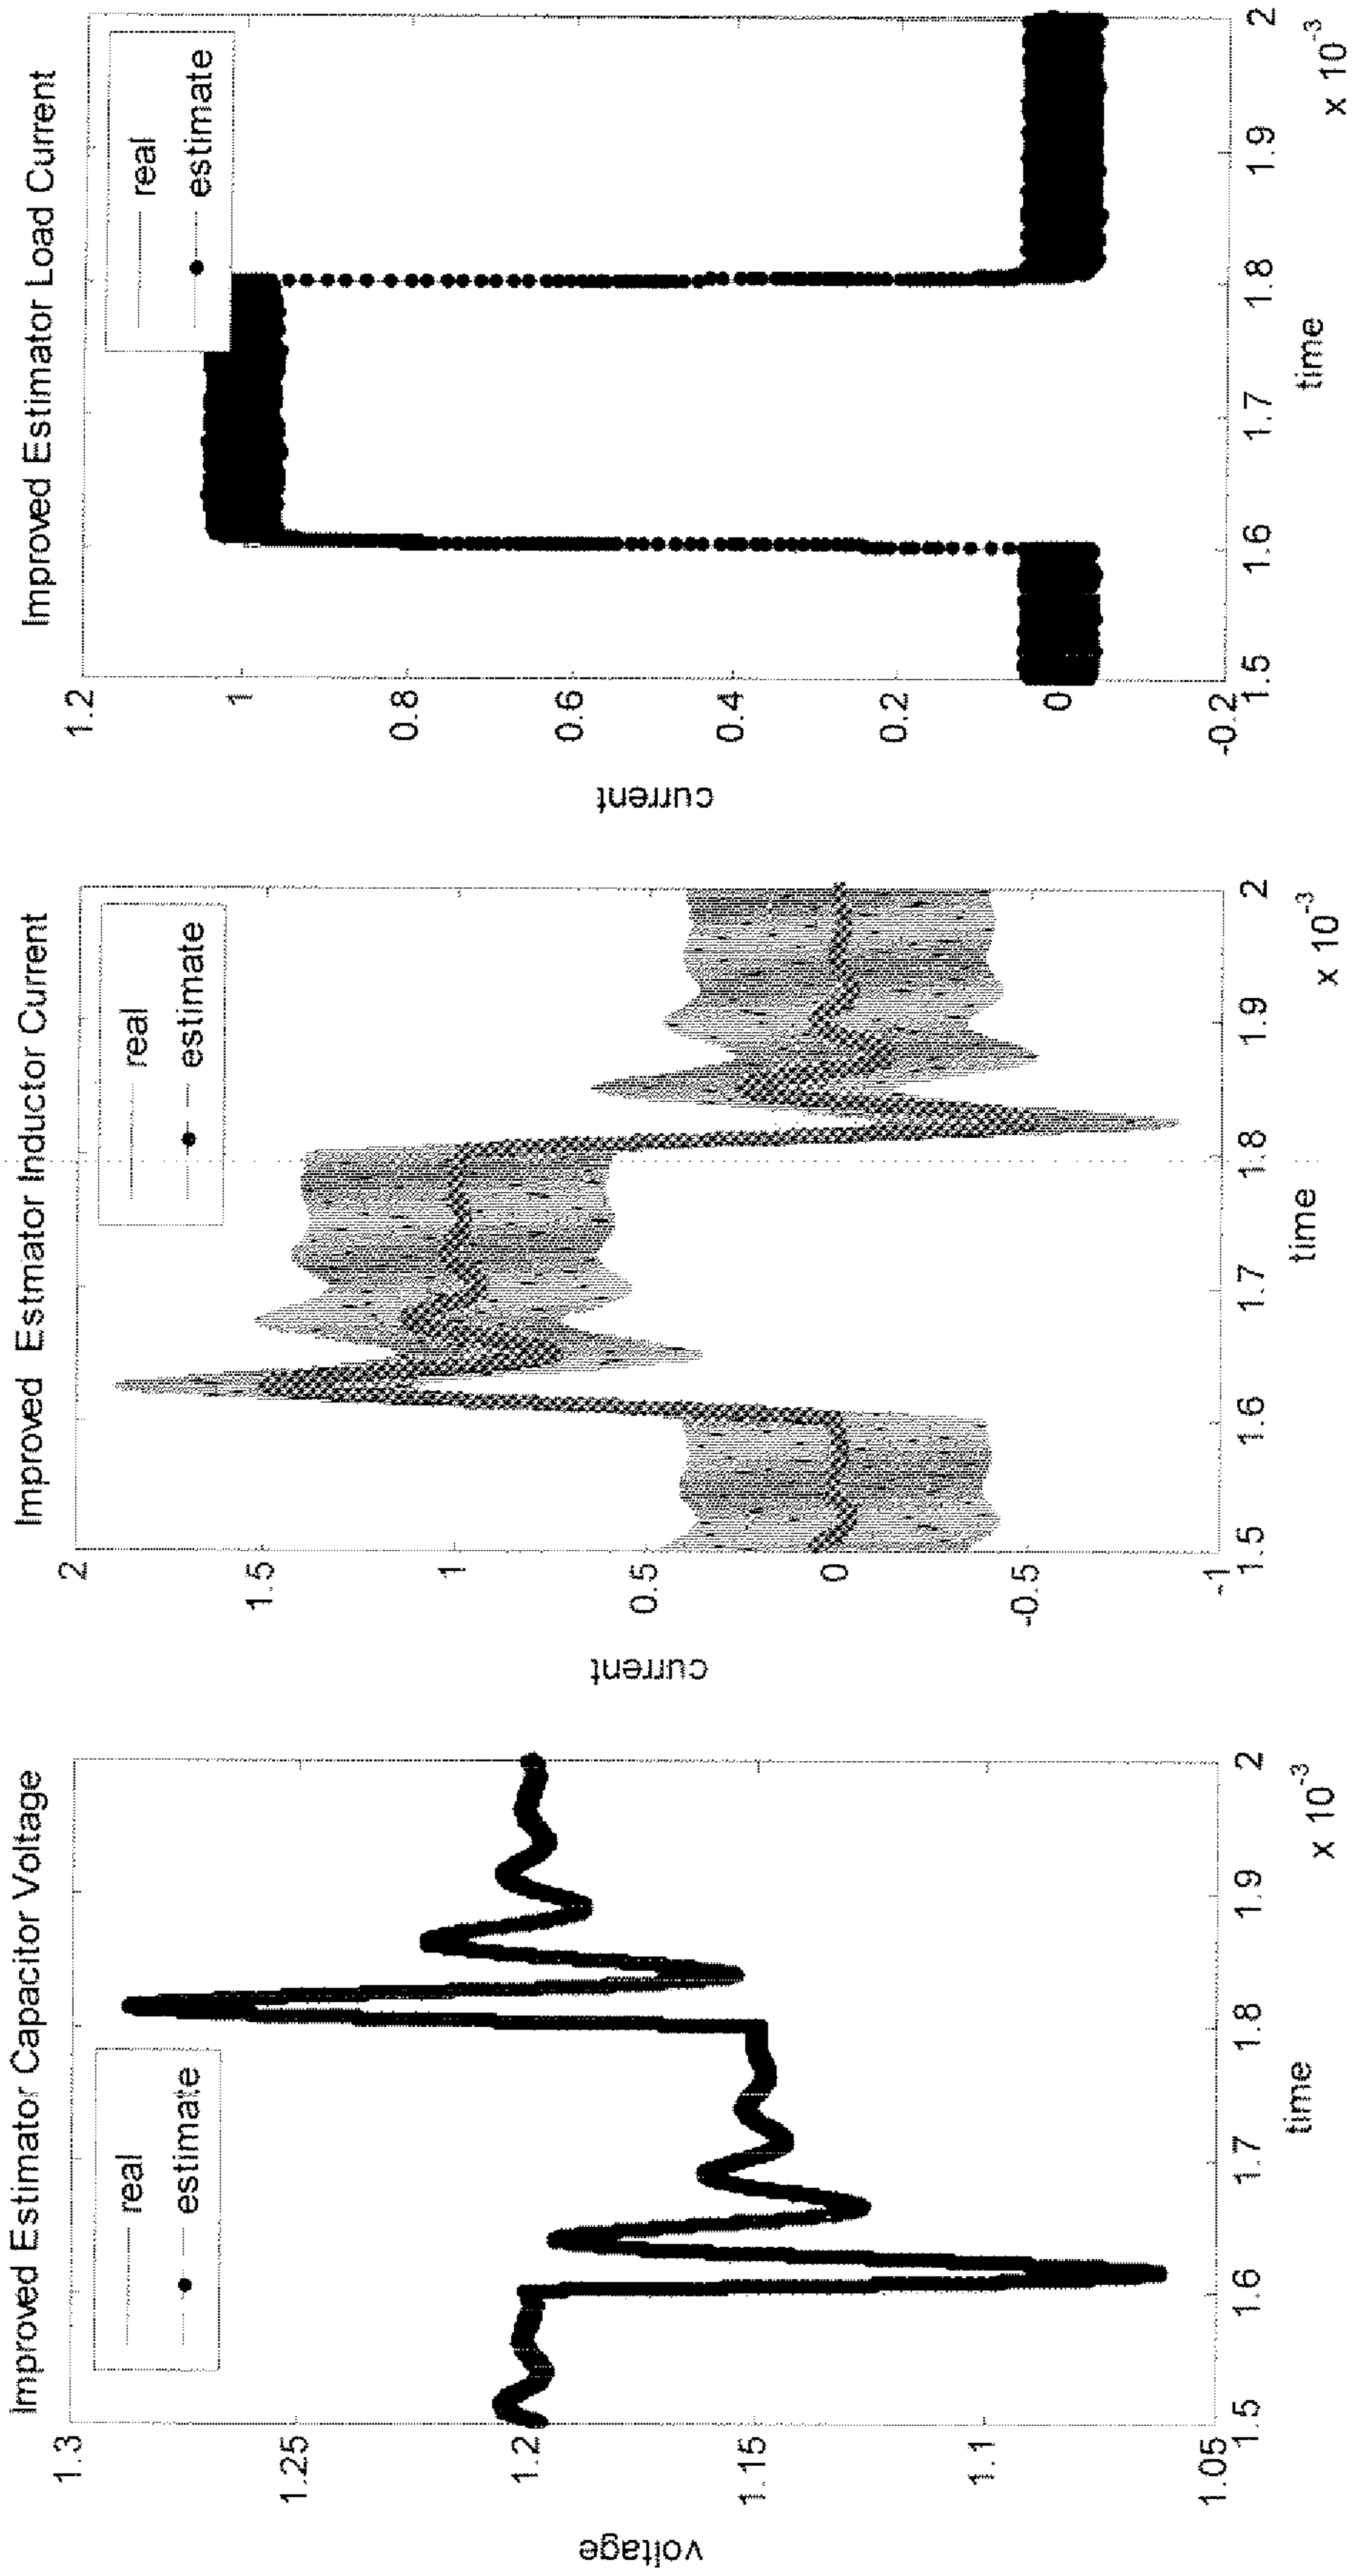 Improved Estimator Capacitor Voltage
real
estimate
1.3
1.25
1.2
1.15
1.1
1.05
voltage
1.5
1.6
1.7
1.8
1.9
2
time
x 10-3
Improved Estmator Inductor Current
real
estimate
2
1.5
1
0.5
0
-0.5
-1
current
1.5
1.6
1.7
1.8
1.9
2
time
x 10-3
Improved Estimator Load Current
real
estimate
1.2
1
0.8
0.6
0.4
0.2
0
-0.2
current
1.5
1.6
1.7
1.8
1.9
2
time
x 10-3